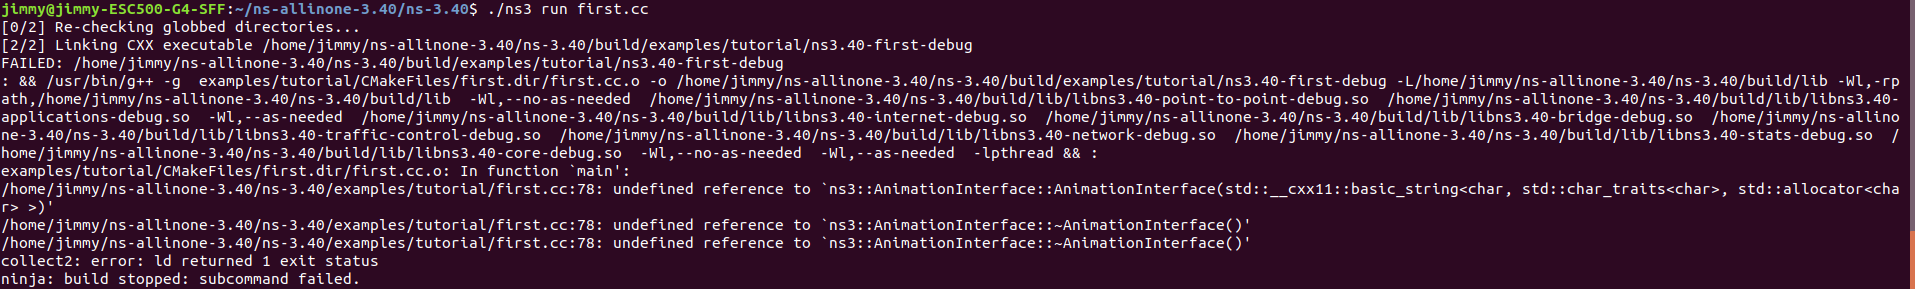 jimmy@jimmy-ESC500-G4-SFF:~/ns-allinone-3.40/ns-3.40$ ./ns3 run first.cc
[0/2] Re-checking globbed directories...
[2/2] Linking CXX executable /home/jimmy/ns-allinone-3.40/ns-3.40/build/examples/tutorial/ns3.40-first-debug
FAILED: /home/jimmy/ns-allinone-3.40/ns-3.40/build/examples/tutorial/ns3.40-first-debug
: && /usr/bin/g++ -g  examples/tutorial/CMakeFiles/first.dir/first.cc.o -o /home/jimmy/ns-allinone-3.40/ns-3.40/build/examples/tutorial/ns3.40-first-debug -L/home/jimmy/ns-allinone-3.40/ns-3.40/build/lib -Wl,-rp
ath,/home/jimmy/ns-allinone-3.40/ns-3.40/build/lib  -Wl,--no-as-needed  /home/jimmy/ns-allinone-3.40/ns-3.40/build/lib/libns3.40-point-to-point-debug.so  /home/jimmy/ns-allinone-3.40/ns-3.40/build/lib/libns3.40-
applications-debug.so  -Wl,--as-needed  /home/jimmy/ns-allinone-3.40/ns-3.40/build/lib/libns3.40-internet-debug.so  /home/jimmy/ns-allinone-3.40/ns-3.40/build/lib/libns3.40-bridge-debug.so  /home/jimmy/ns-allino
ne-3.40/ns-3.40/build/lib/libns3.40-traffic-control-debug.so  /home/jimmy/ns-allinone-3.40/ns-3.40/build/lib/libns3.40-network-debug.so  /home/jimmy/ns-allinone-3.40/ns-3.40/build/lib/libns3.40-stats-debug.so  /
home/jimmy/ns-allinone-3.40/ns-3.40/build/lib/libns3.40-core-debug.so  -Wl,--no-as-needed  -Wl,--as-needed  -lpthread && :
examples/tutorial/CMakeFiles/first.dir/first.cc.o: In function `main':
/home/jimmy/ns-allinone-3.40/ns-3.40/examples/tutorial/first.cc:78: undefined reference to `ns3::AnimationInterface::AnimationInterface(std::__cxx11::basic_string<char, std::char_traits<char>, std::allocator<cha
r> >)'
/home/jimmy/ns-allinone-3.40/ns-3.40/examples/tutorial/first.cc:78: undefined reference to `ns3::AnimationInterface::~AnimationInterface()'
/home/jimmy/ns-allinone-3.40/ns-3.40/examples/tutorial/first.cc:78: undefined reference to `ns3::AnimationInterface::~AnimationInterface()'
collect2: error: ld returned 1 exit status
ninja: build stopped: subcommand failed.